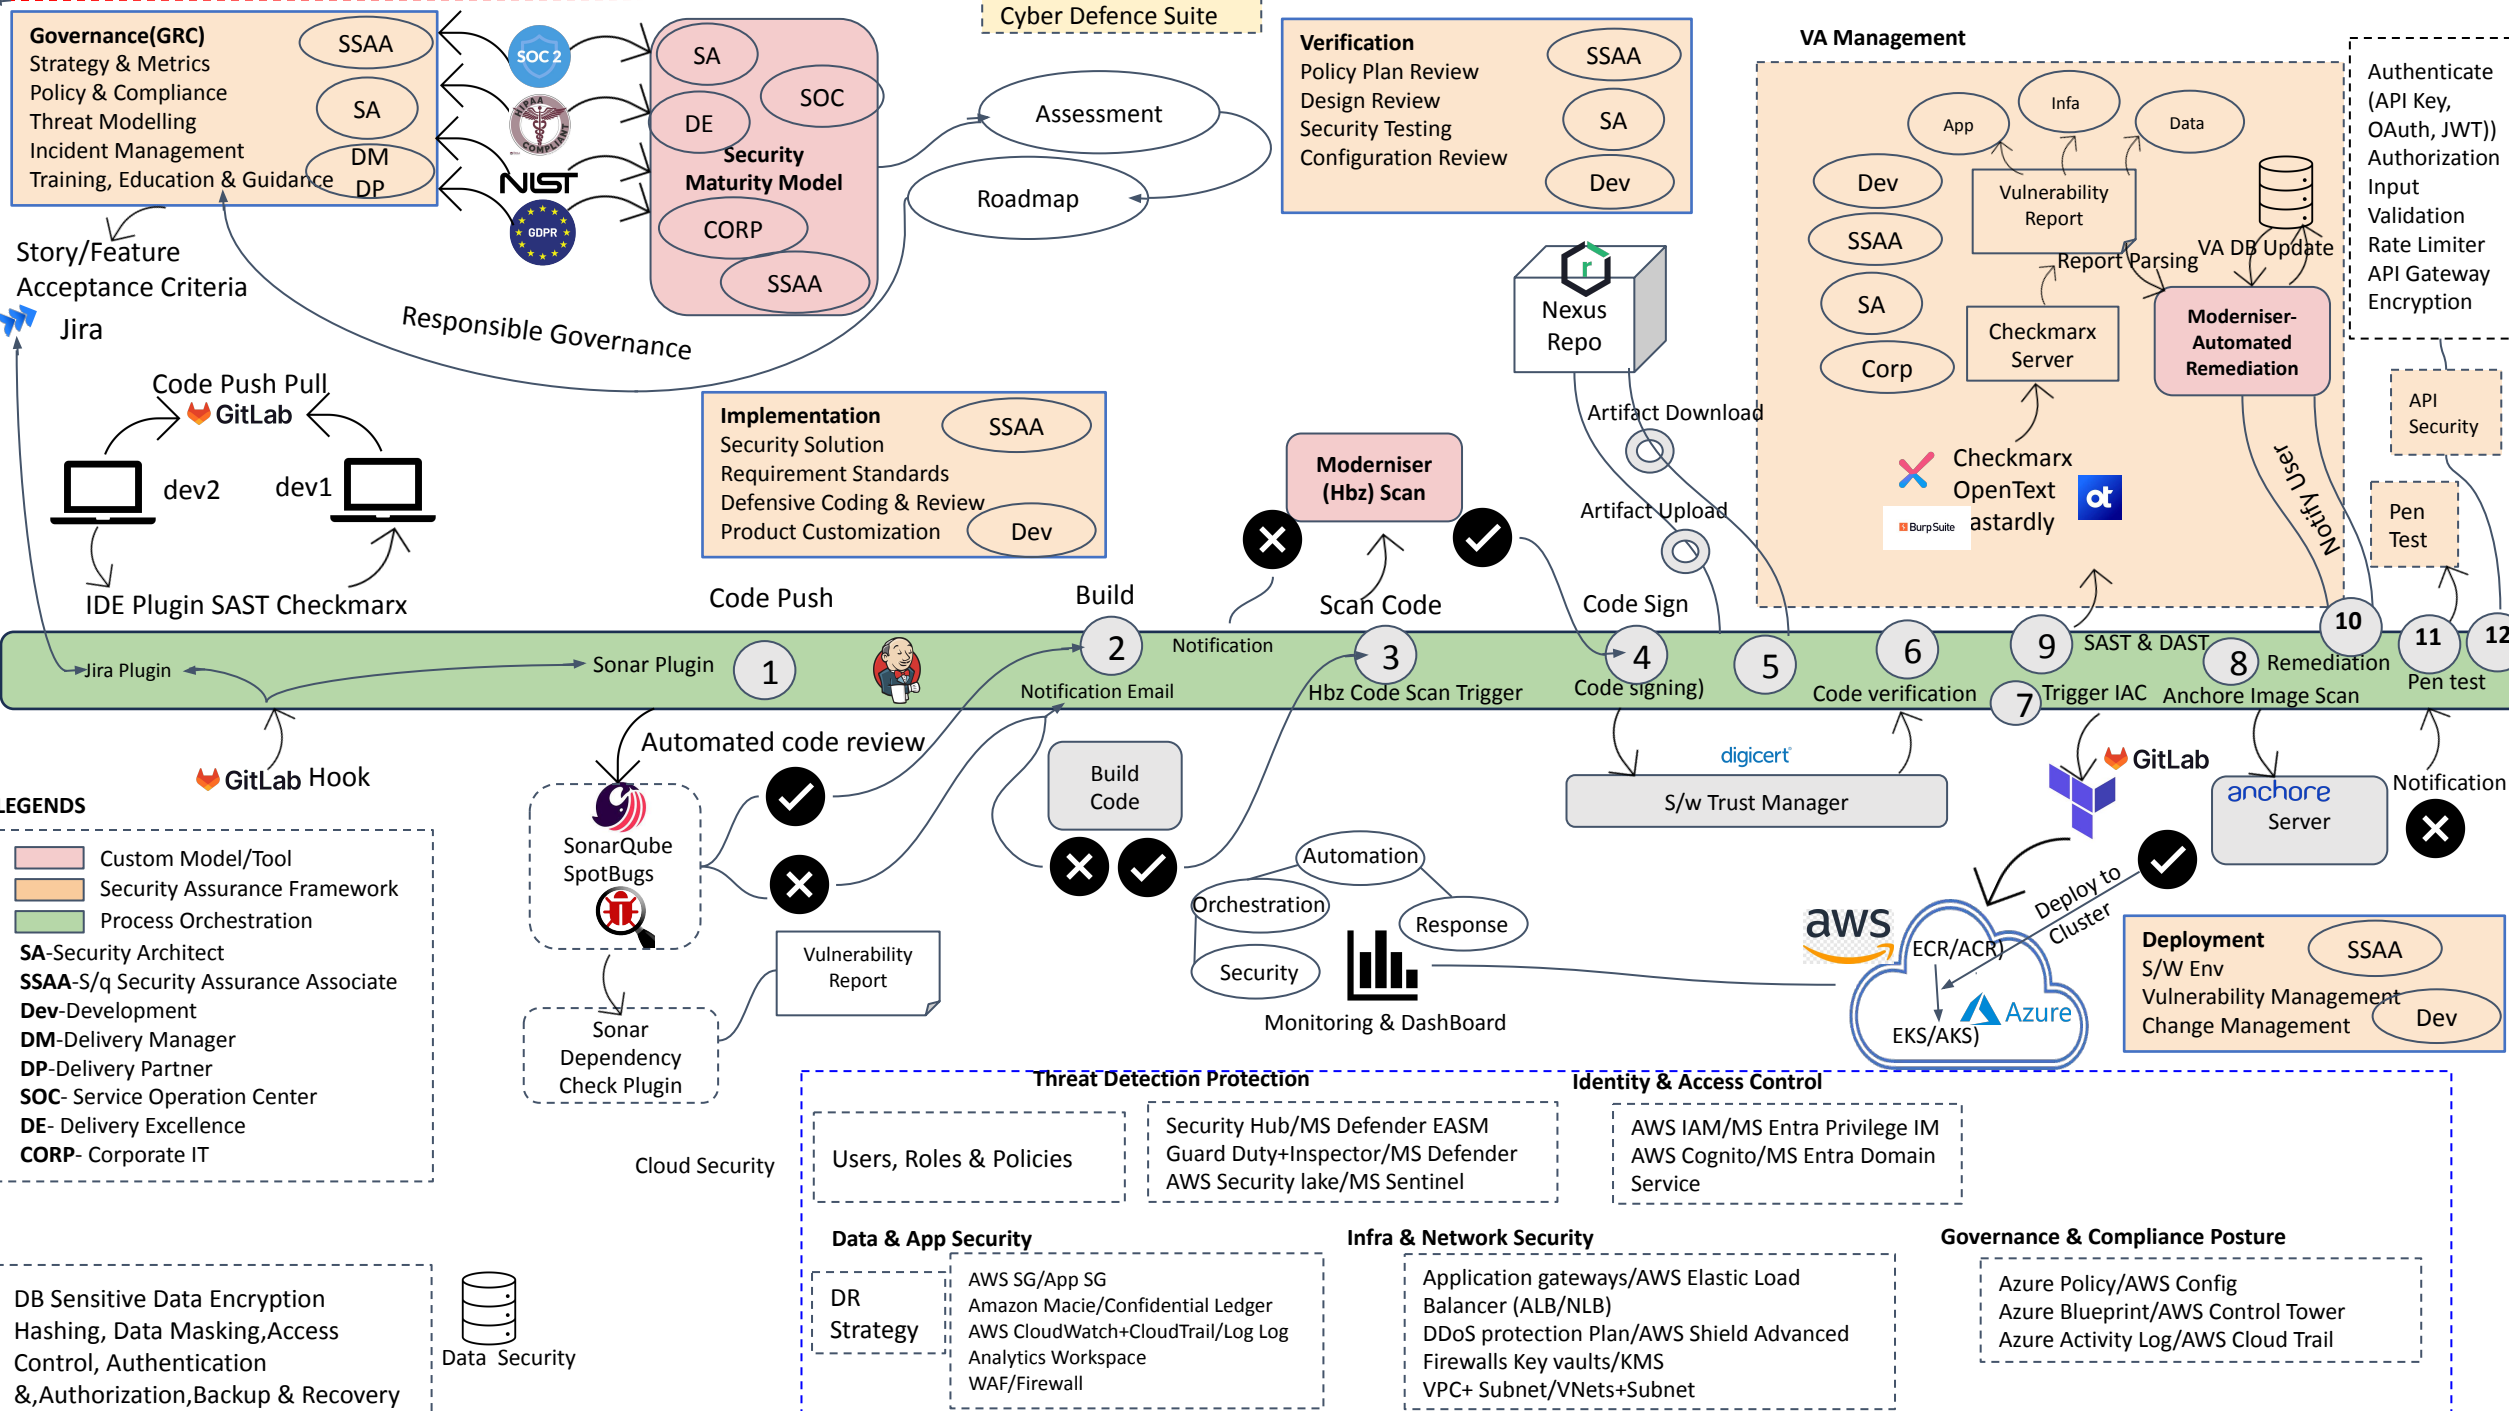 Cyber Defence Suite
Governance(GRC)
Strategy & Metrics
Policy & Compliance
Threat Modelling
Incident Management
Training, Education & Guidance
SSAA
SA
DM
DP
SOC 2
HIPAA
COMPLIANT
NIST
GDPR
SA
SOC
DE
Security
Maturity Model
CORP
SSAA
Assessment
Roadmap
Responsible Governance
Verification
Policy Plan Review
Design Review
Security Testing
Configuration Review
SSAA
SA
Dev
VA Management
App
Infa
Data
Dev
SSAA
SA
Corp
Vulnerability
Report
VA DB Update
Report Parsing
Checkmarx
Server
Moderniser-
Automated
Remediation
Checkmarx
OpenText
astardly
BurpSuite
ot
Notify User
Authenticate
(API Key,
OAuth, JWT))
Authorization
Input
Validation
Rate Limiter
API Gateway
Encryption
API
Security
Pen
Test
Story/Feature
Acceptance Criteria
Jira
Code Push Pull
GitLab
dev2
dev1
IDE Plugin SAST Checkmarx
Implementation
Security Solution
Requirement Standards
Defensive Coding & Review
Product Customization
SSAA
Dev
Nexus
Repo
r
Artifact Download
Artifact Upload
Moderniser
(Hbz) Scan
Code Push
Build
Scan Code
Code Sign
Jira Plugin
Sonar Plugin
1
2
Notification
Notification Email
3
Hbz Code Scan Trigger
4
Code signing)
5
6
Code verification
9
SAST & DAST
7
Trigger IAC
8
Anchore Image Scan
10
Remediation
11
Pen test
12
GitLab Hook
Automated code review
SonarQube
SpotBugs
Sonar
Dependency
Check Plugin
Vulnerability
Report
Build
Code
digicert
S/w Trust Manager
GitLab
anchore
Server
Notification
Automation
Orchestration
Response
Security
Monitoring & DashBoard
aws
ECR/ACR)
EKS/AKS)
Azure
Deploy to
Cluster
Deployment
S/W Env
Vulnerability Management
Change Management
SSAA
Dev
LEGENDS
Custom Model/Tool
Security Assurance Framework
Process Orchestration
SA-Security Architect
SSAA-S/q Security Assurance Associate
Dev-Development
DM-Delivery Manager
DP-Delivery Partner
SOC- Service Operation Center
DE- Delivery Excellence
CORP- Corporate IT
Cloud Security
Threat Detection Protection
Identity & Access Control
Users, Roles & Policies
Security Hub/MS Defender EASM
Guard Duty+Inspector/MS Defender
AWS Security lake/MS Sentinel
AWS IAM/MS Entra Privilege IM
AWS Cognito/MS Entra Domain
Service
Data & App Security
Infra & Network Security
Governance & Compliance Posture
DR
Strategy
AWS SG/App SG
Amazon Macie/Confidential Ledger
AWS CloudWatch+CloudTrail/Log Log
Analytics Workspace
WAF/Firewall
Application gateways/AWS Elastic Load
Balancer (ALB/NLB)
DDoS protection Plan/AWS Shield Advanced
Firewalls Key vaults/KMS
VPC+ Subnet/VNets+Subnet
Azure Policy/AWS Config
Azure Blueprint/AWS Control Tower
Azure Activity Log/AWS Cloud Trail
DB Sensitive Data Encryption
Hashing, Data Masking,Access
Control, Authentication
&,Authorization,Backup & Recovery
Data Security